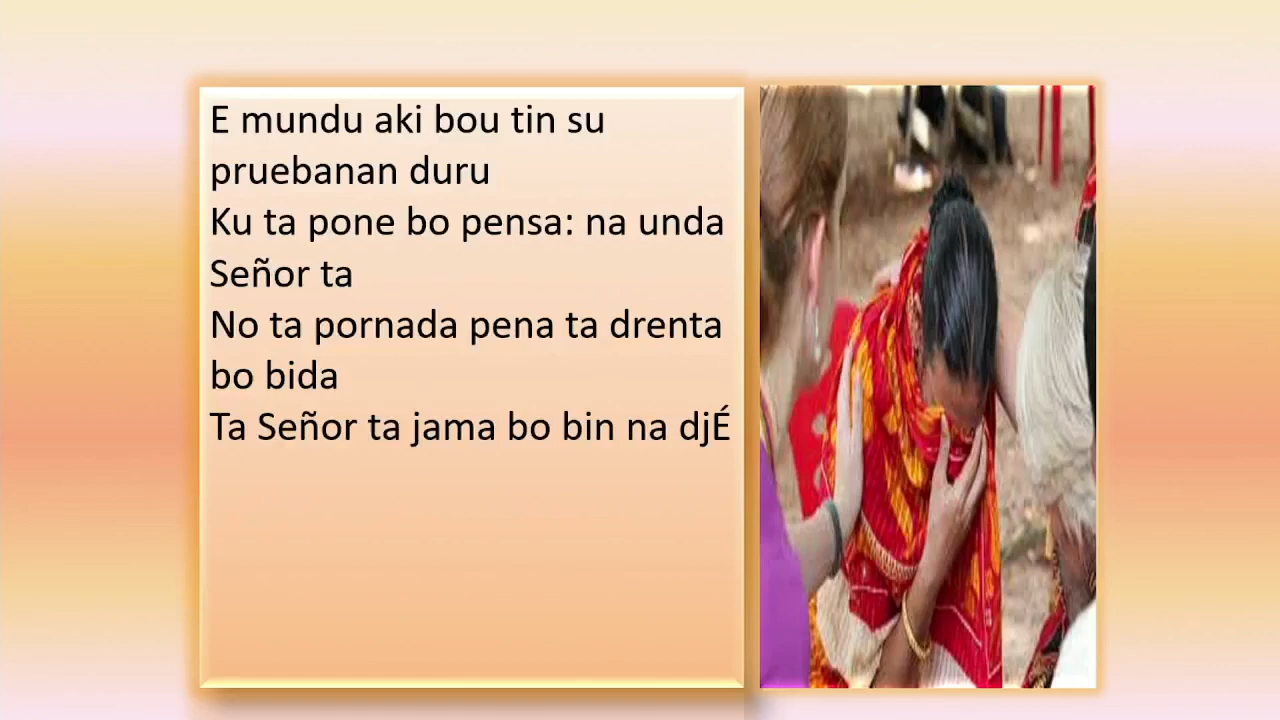 E mundu aki bou tin su
pruebanan duru
Ku ta pone bo pensa: na unda
Señor ta
No ta pornada pena ta drenta
bo bida
Ta Señor ta jama bo bin na djÉ